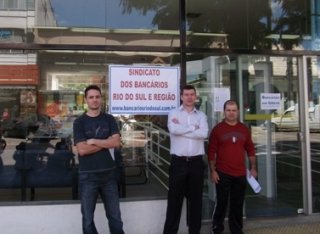 SINDICATO
DOS BANCÁRIOS
RIO DO SUL E REGIÃO
www.bancariosriodosul.com.br